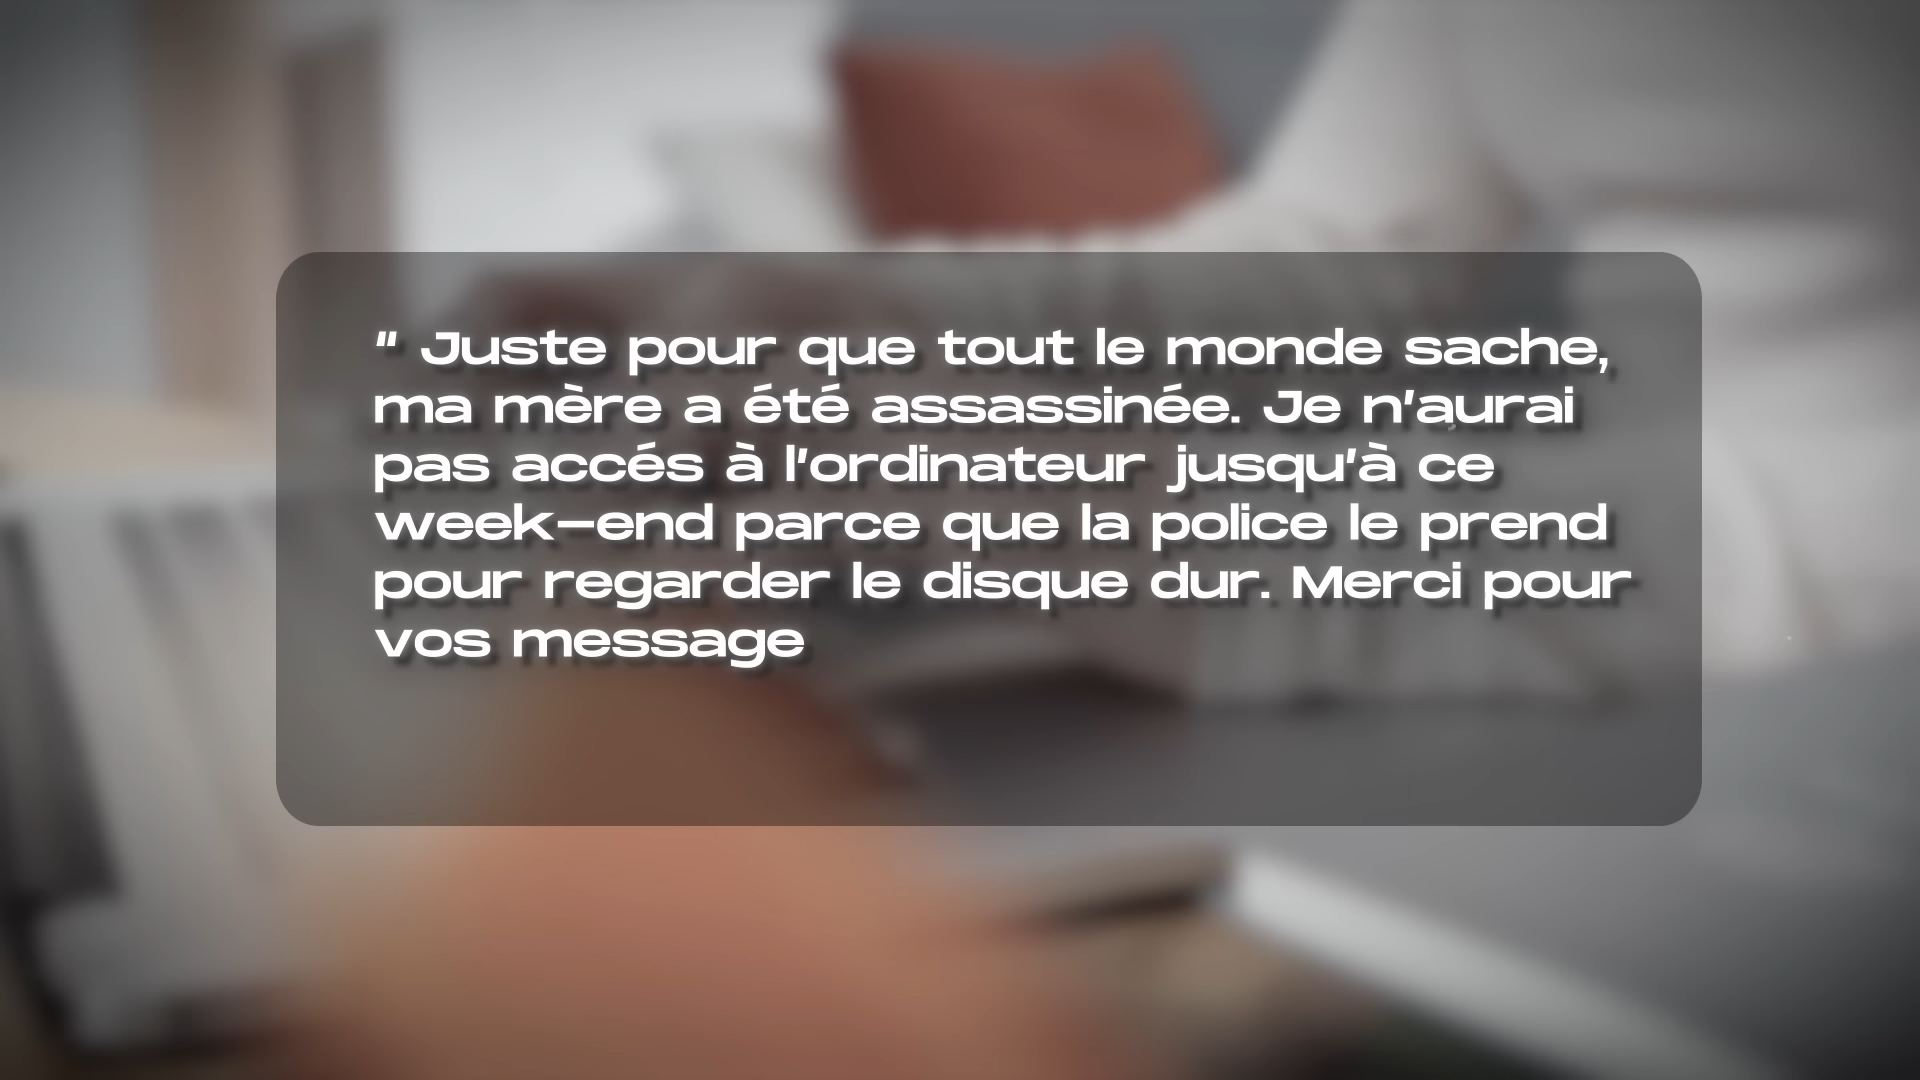 “ Juste pour que tout le monde sache,
ma mère a été assassinée. Je n’aurai
pas accés à l’ordinateur jusqu’à ce
week-end parce que la police le prend
pour regarder le disque dur. Merci pour
vos message